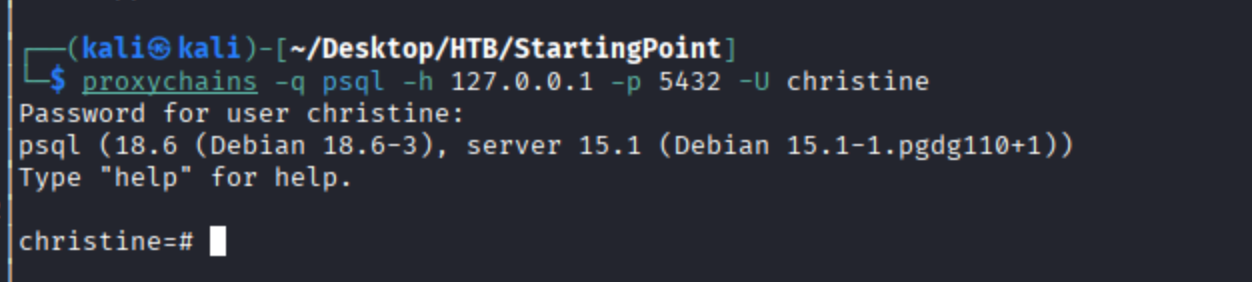 ┌──(kali㉿kali)-[~/Desktop/HTB/StartingPoint]
└─$ proxychains -q psql -h 127.0.0.1 -p 5432 -U christine
Password for user christine:
psql (18.6 (Debian 18.6-3), server 15.1 (Debian 15.1-1.pgdg110+1))
Type "help" for help.
christine=#